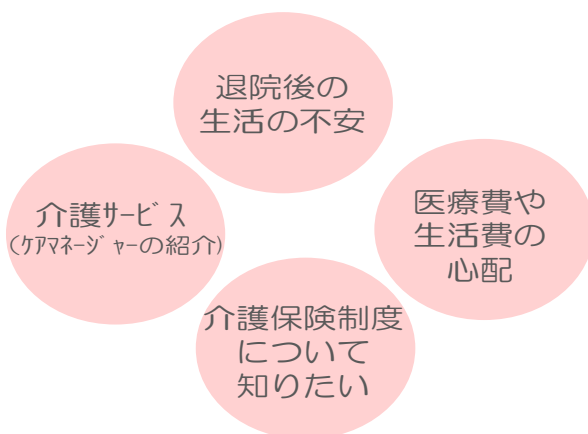 退院後の
生活の不安
介護ｻｰﾋﾞｽ
(ｹｱﾏﾈｰｼﾞｬｰの紹介)
医療費や
生活費の
心配
介護保険制度
について
知りたい